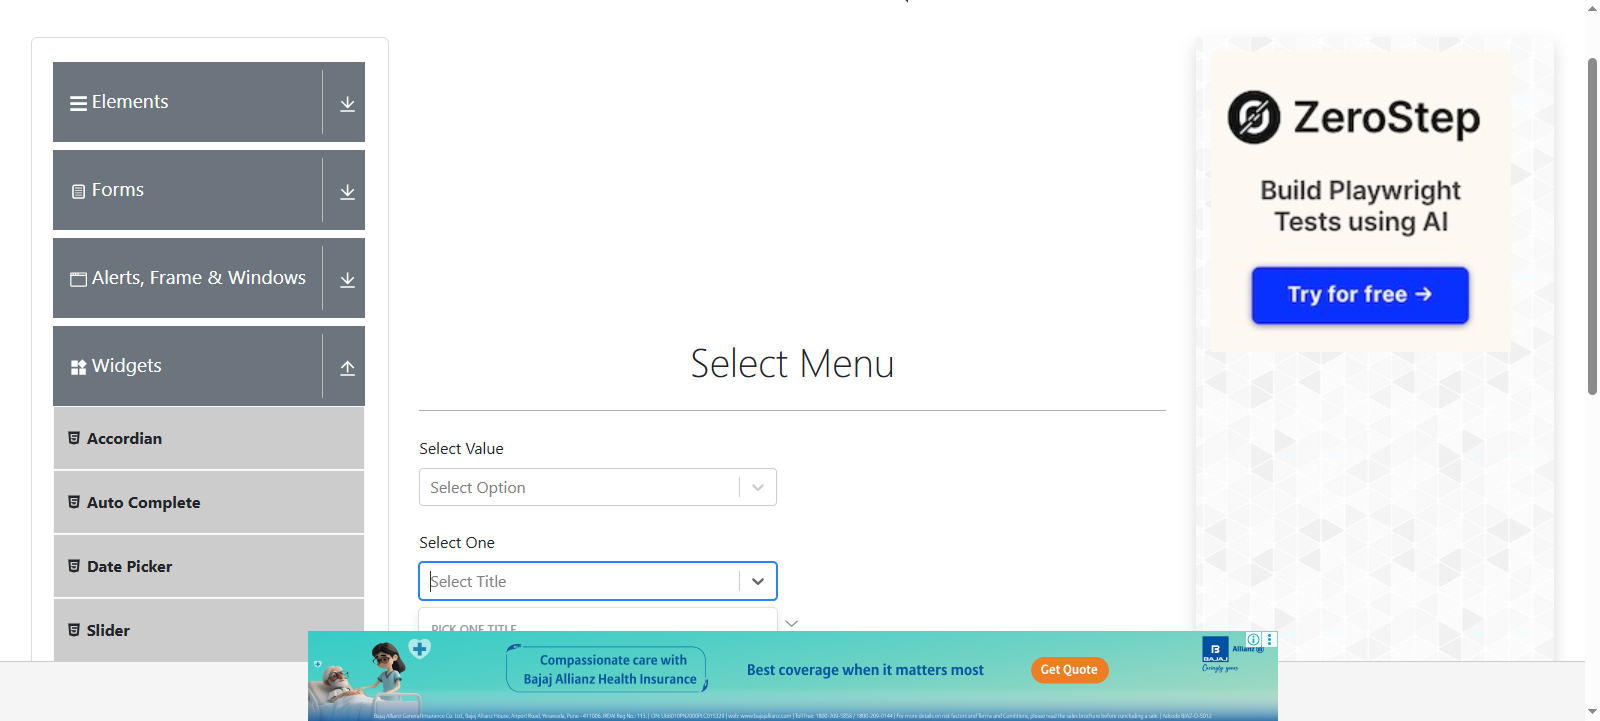 Elements
Forms
Alerts, Frame & Windows
Widgets
Accordian
Auto Complete
Date Picker
Slider
Select Menu
Select Value
Select Option
Select One
Select Title
PICK ONE TITLE
ZeroStep
Build Playwright
Tests using AI
Try for free →
Compassionate care with
Bajaj Allianz Health Insurance
Best coverage when it matters most
Get Quote
B
BAJAJ
Allianz
Caringly yours